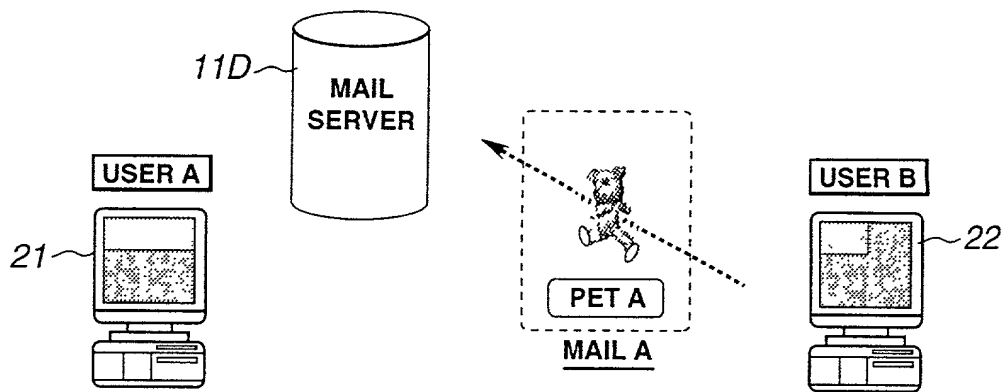 11D
MAIL
SERVER
USER A
USER B
21
22
PET A
MAIL A